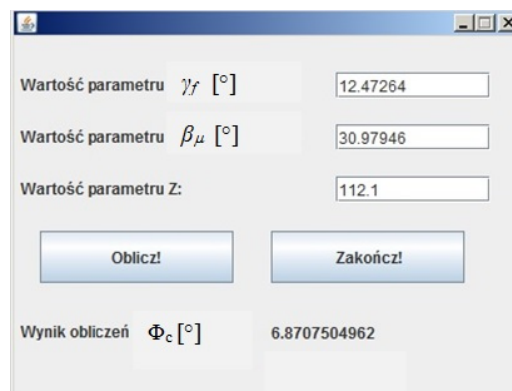 Wartość parametru γf [°] 12.47264
Wartość parametru βμ [°] 30.97946
Wartość parametru Z: 112.1
Oblicz! Zakończ!
Wynik obliczeń Φc [°] 6.8707504962